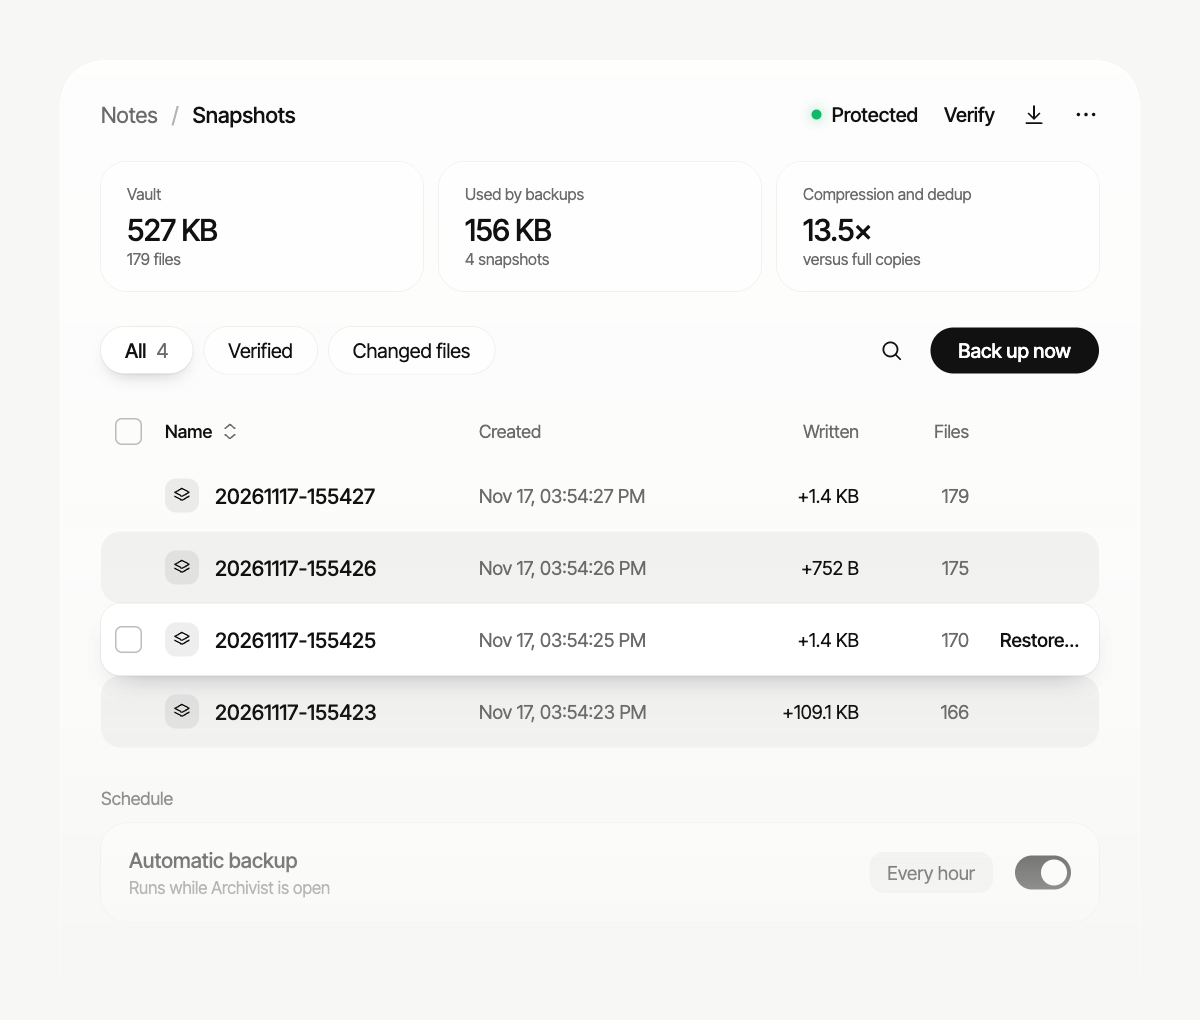 Notes / Snapshots
Protected Verify
Vault
527 KB
179 files
Used by backups
156 KB
4 snapshots
Compression and dedup
13.5×
versus full copies
All 4 Verified Changed files Back up now
Name Created Written Files
20261117-155427 Nov 17, 03:54:27 PM +1.4 KB 179
20261117-155426 Nov 17, 03:54:26 PM +752 B 175
20261117-155425 Nov 17, 03:54:25 PM +1.4 KB 170 Restore...
20261117-155423 Nov 17, 03:54:23 PM +109.1 KB 166
Schedule
Automatic backup
Runs while Archivist is open
Every hour